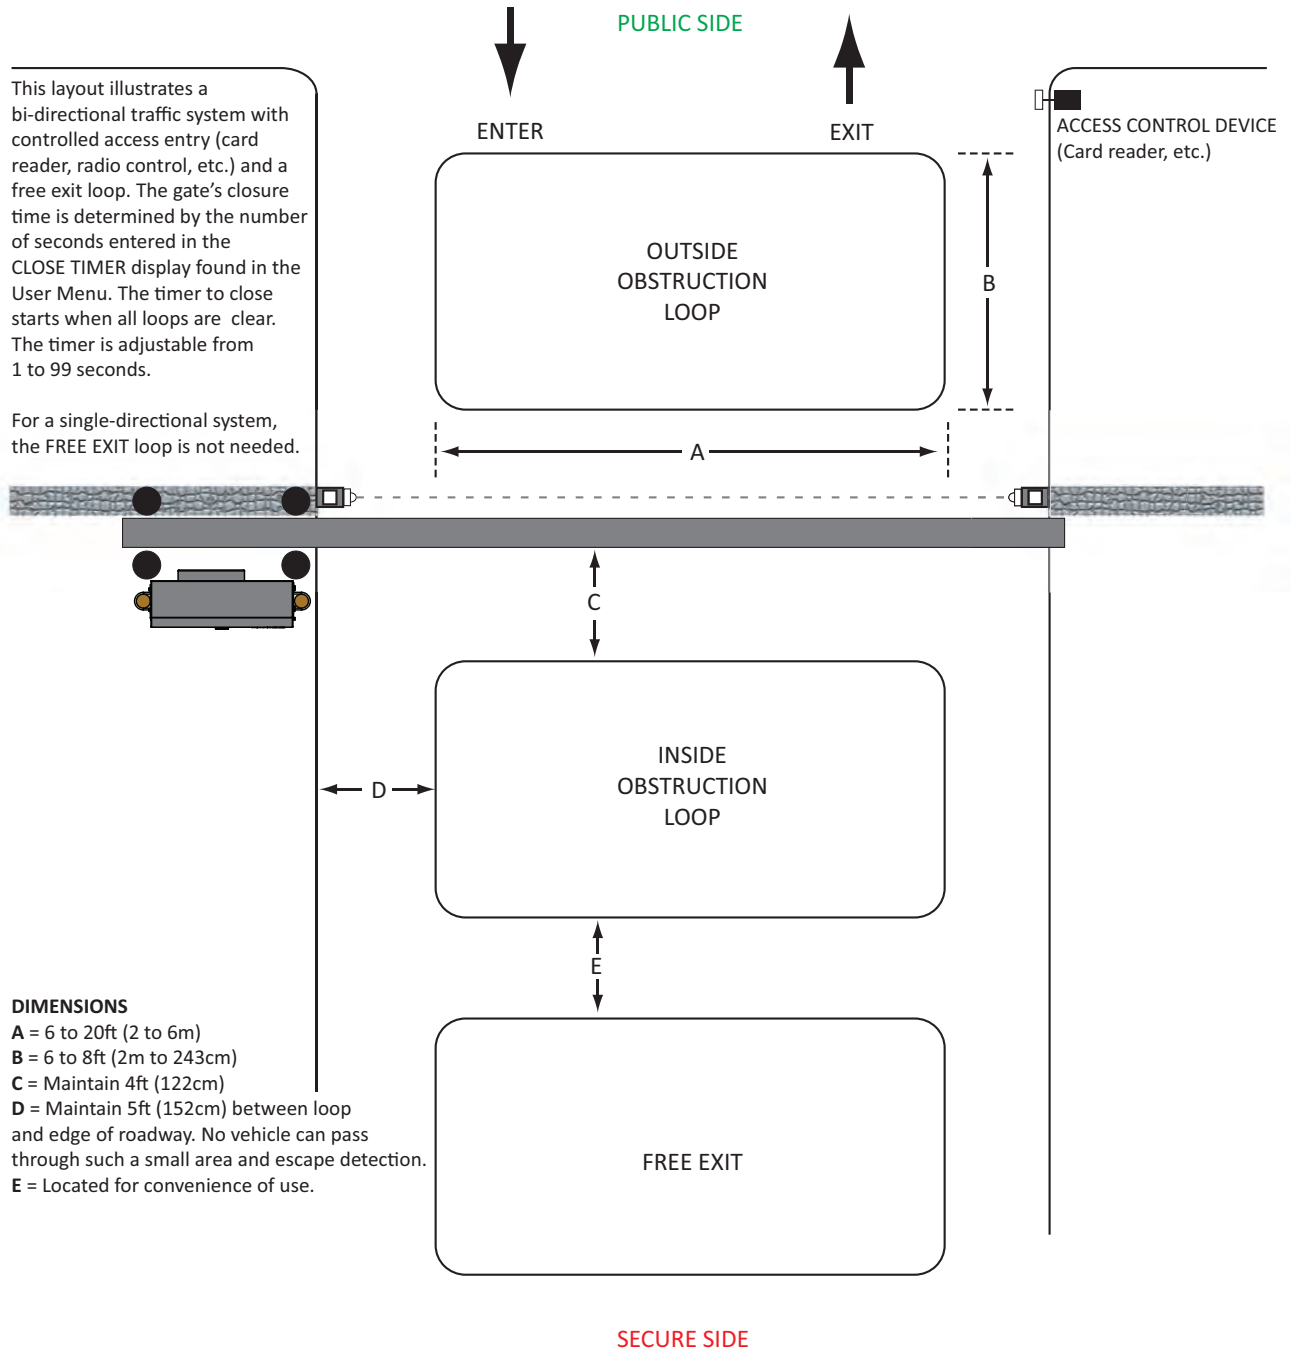 PUBLIC SIDE
This layout illustrates a
bi-directional traffic system with
controlled access entry (card
reader, radio control, etc.) and a
free exit loop. The gate's closure
time is determined by the number
of seconds entered in the
CLOSE TIMER display found in the
User Menu. The timer to close
starts when all loops are clear.
The timer is adjustable from
1 to 99 seconds.
For a single-directional system,
the FREE EXIT loop is not needed.
ENTER
EXIT
ACCESS CONTROL DEVICE
(Card reader, etc.)
OUTSIDE
OBSTRUCTION
LOOP
B
A
C
INSIDE
OBSTRUCTION
LOOP
D
E
DIMENSIONS
A = 6 to 20ft (2 to 6m)
B = 6 to 8ft (2m to 243cm)
C = Maintain 4ft (122cm)
D = Maintain 5ft (152cm) between loop
and edge of roadway. No vehicle can pass
through such a small area and escape detection.
E = Located for convenience of use.
FREE EXIT
SECURE SIDE